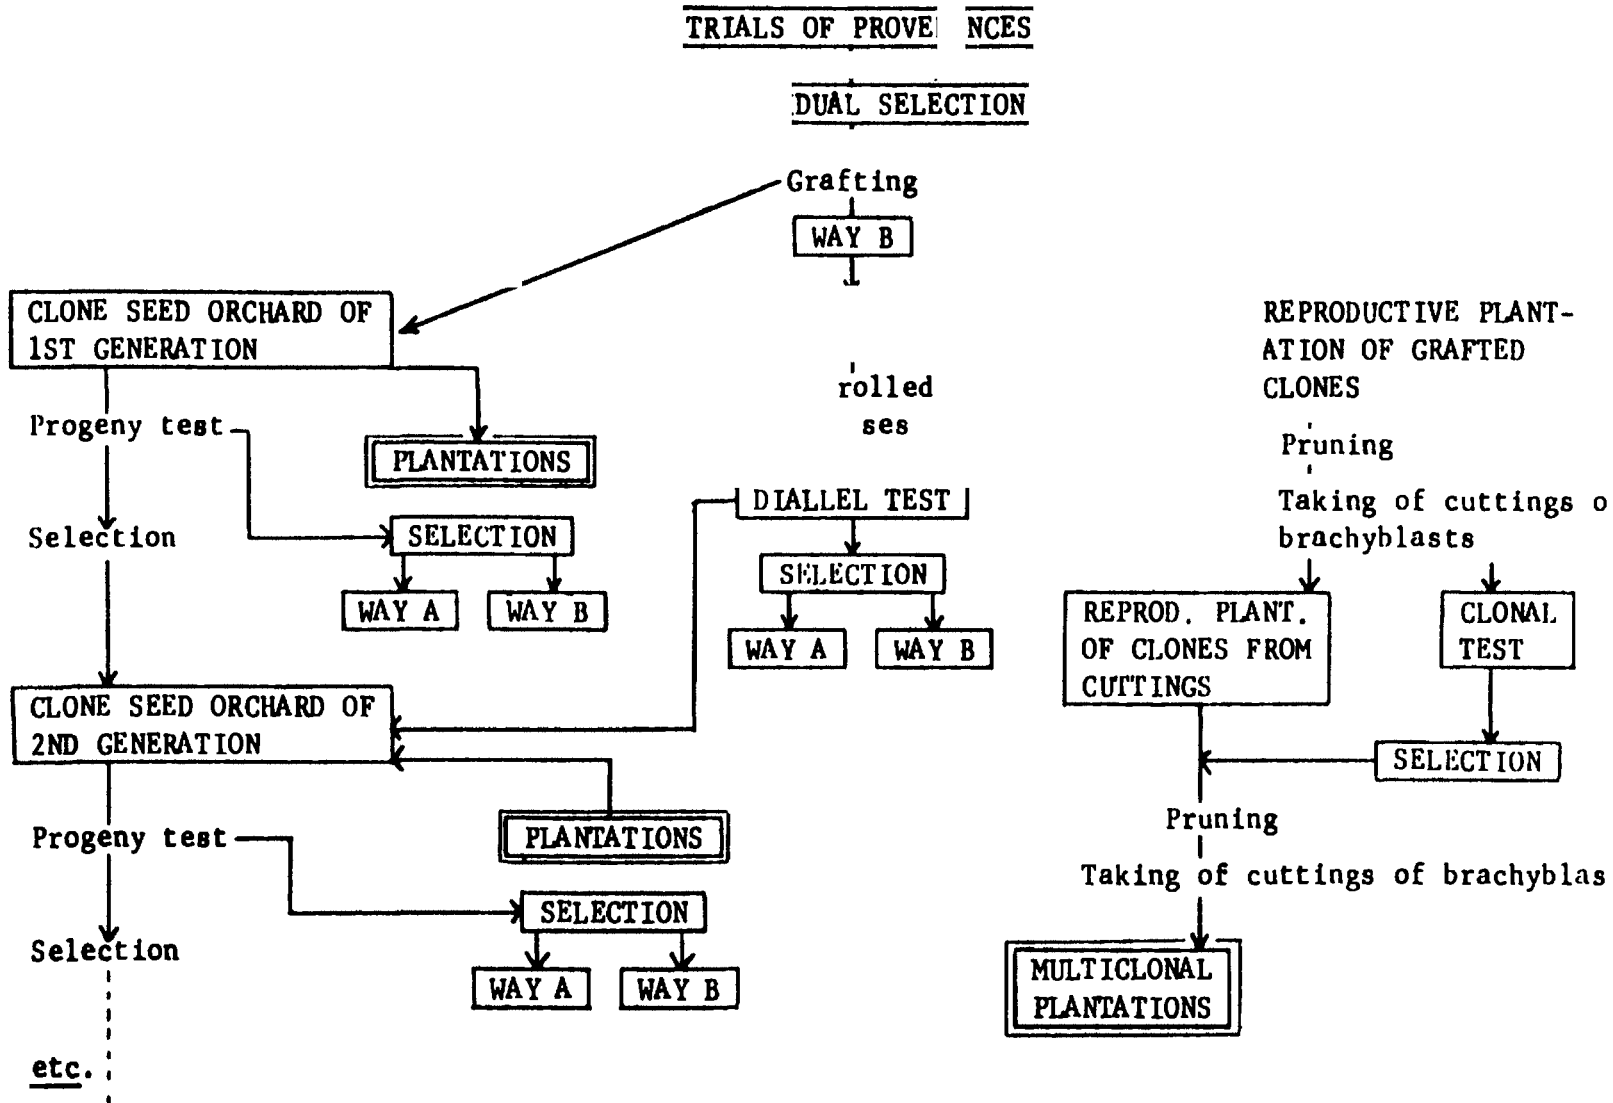 TRIALS OF PROVE NCES
DUAL SELECTION
Grafting
WAY B
CLONE SEED ORCHARD OF
1ST GENERATION
Progeny test
PLANTATIONS
Selection
SELECTION
WAY A
WAY B
rolled
ses
DIALLEL TEST
SELECTION
WAY A
WAY B
CLONE SEED ORCHARD OF
2ND GENERATION
Progeny test
PLANTATIONS
Selection
SELECTION
WAY A
WAY B
etc.
REPRODUCTIVE PLANT-
ATION OF GRAFTED
CLONES
Pruning
Taking of cuttings o
brachyblasts
REPROD. PLANT.
OF CLONES FROM
CUTTINGS
CLONAL
TEST
SELECTION
Pruning
Taking of cuttings of brachyblas
MULTICLONAL
PLANTATIONS